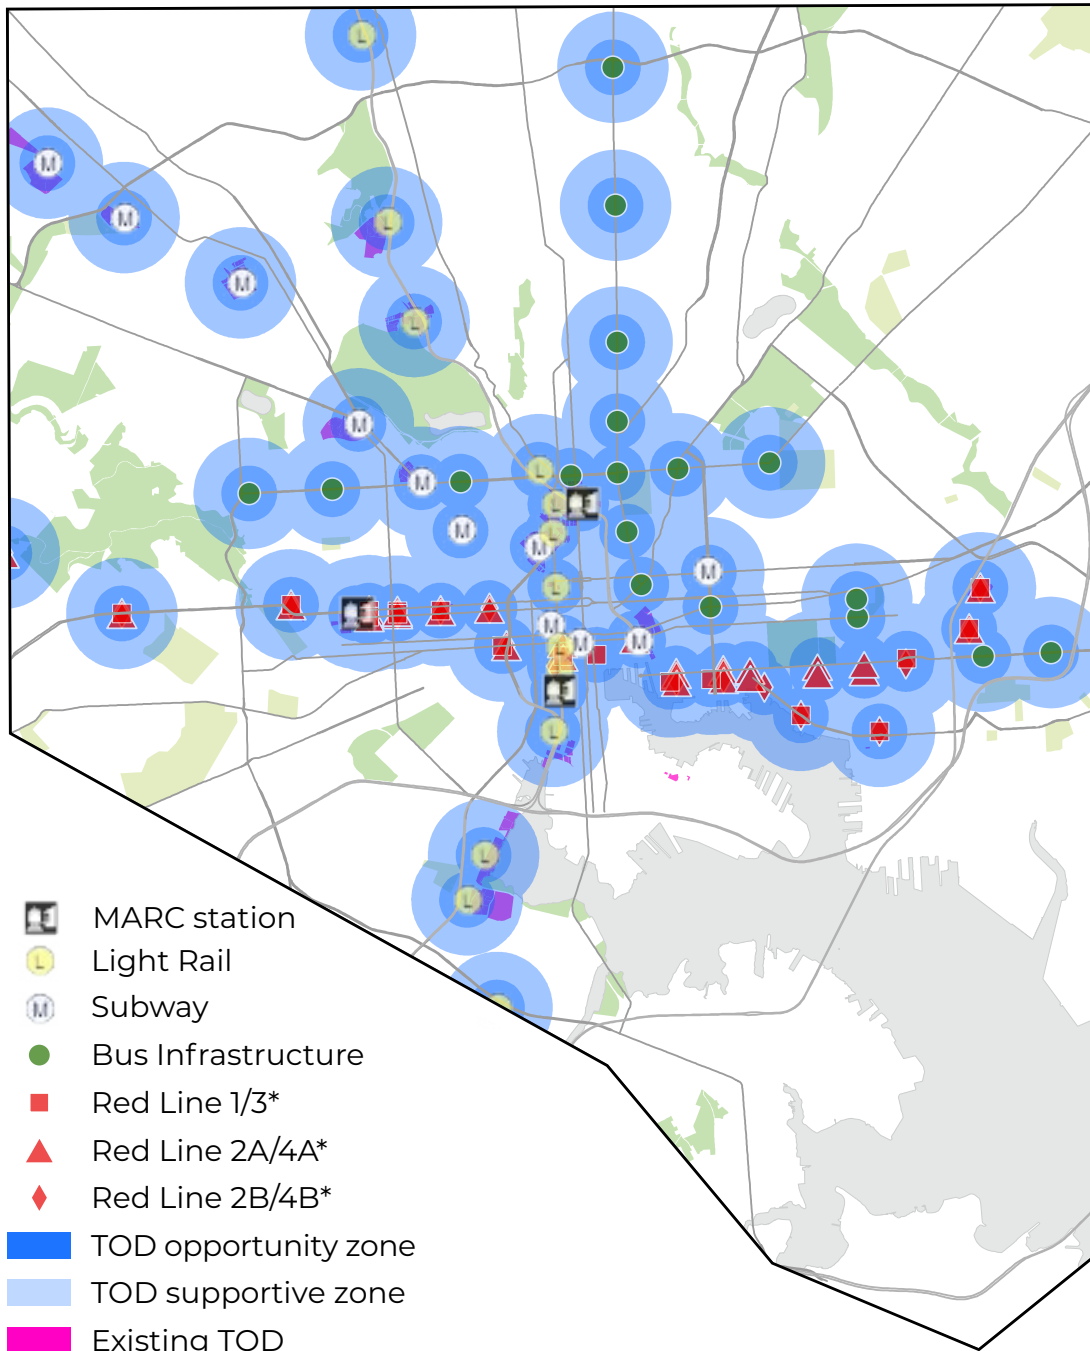 MARC station
L Light Rail
M Subway
Bus Infrastructure
Red Line 1/3*
Red Line 2A/4A*
Red Line 2B/4B*
TOD opportunity zone
TOD supportive zone
Existing TOD